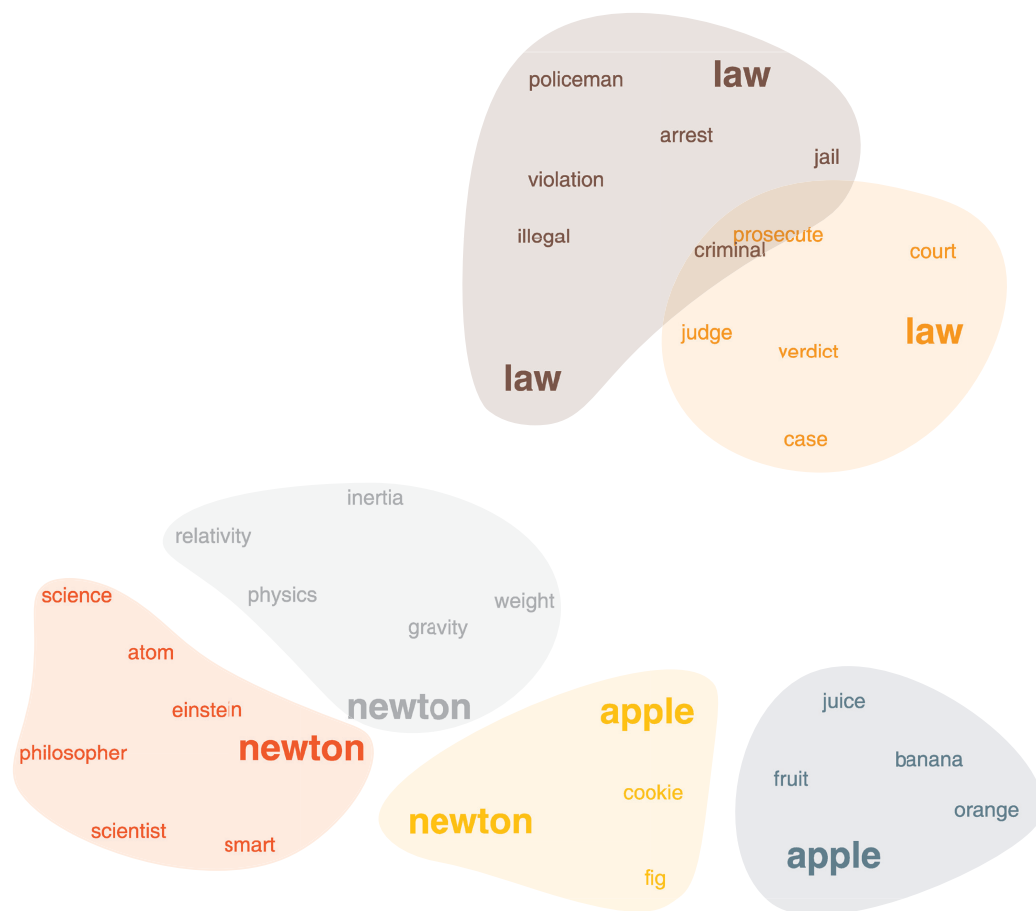 policeman
law
arrest
jail
violation
illegal
prosecute
criminal
court
judge
law
verdict
law
case
inertia
relativity
physics
weight
gravity
newton
science
atom
einstein
philosopher
newton
scientist
smart
apple
cookie
newton
fig
juice
banana
fruit
orange
apple